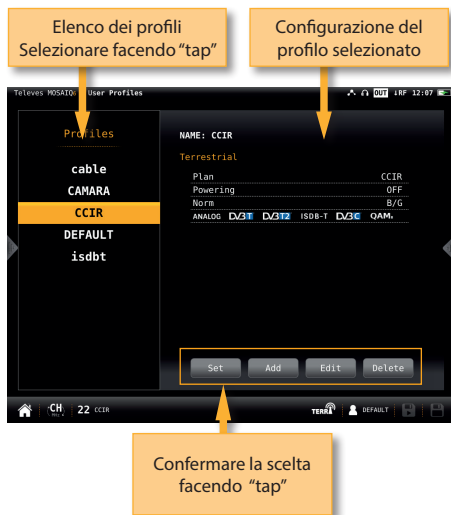 Elenco dei profili
Selezionare facendo “tap”
Configurazione del
profilo selezionato
Televes MOSAIQ6 User Profiles
OUT ↓RF 12:07
Profiles
cable
CAMARA
CCIR
DEFAULT
isdbt
NAME: CCIR
Terrestrial
Plan CCIR
Powering OFF
Norm B/G
ANALOG DVB T DVB T2 ISDB-T DVB C QAM
Set Add Edit Delete
CH 22 CCIR TERR DEFAULT
Confermare la scelta
facendo “tap”